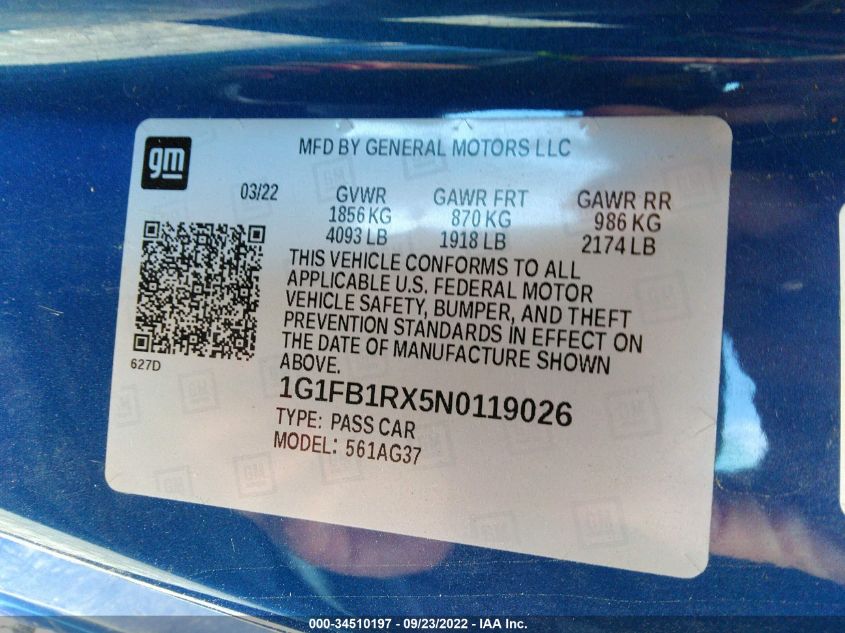 gm
MFD BY GENERAL MOTORS LLC
03/22
GVWR GAWR FRT GAWR RR
1856 KG 870 KG 986 KG
4093 LB 1918 LB 2174 LB
THIS VEHICLE CONFORMS TO ALL
APPLICABLE U.S. FEDERAL MOTOR
VEHICLE SAFETY, BUMPER, AND THEFT
PREVENTION STANDARDS IN EFFECT ON
THE DATE OF MANUFACTURE SHOWN
ABOVE.
627D
1G1FB1RX5N0119026
TYPE: PASS CAR
MODEL: 561AG37
000-34510197 - 09/23/2022 - IAA Inc.